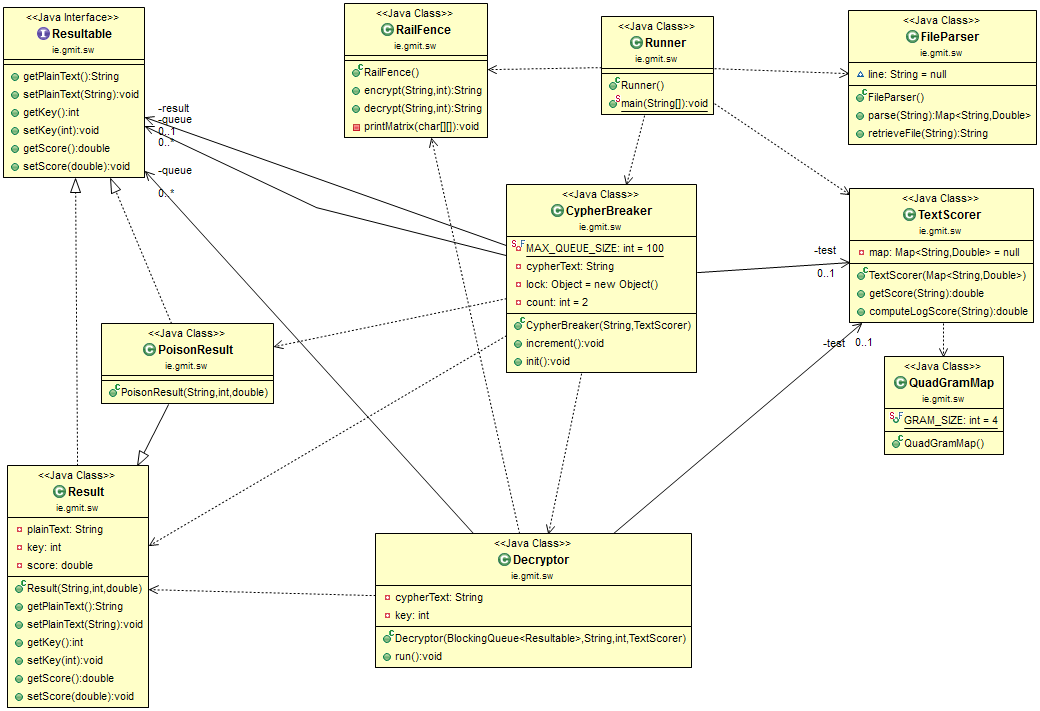 <<Java Interface>>
Resultable
ie.gmit.sw
getPlainText():String
setPlainText(String):void
getKey():int
setKey(int):void
getScore():double
setScore(double):void
<<Java Class>>
RailFence
ie.gmit.sw
RailFence()
encrypt(String,int):String
decrypt(String,int):String
printMatrix(char[][]):void
<<Java Class>>
Runner
ie.gmit.sw
Runner()
main(String[]):void
<<Java Class>>
FileParser
ie.gmit.sw
line: String = null
FileParser()
parse(String):Map<String,Double>
retrieveFile(String):String
-result
-queue
0..1
0..*
-queue
0..*
<<Java Class>>
CypherBreaker
ie.gmit.sw
MAX_QUEUE_SIZE: int = 100
cypherText: String
lock: Object = new Object()
count: int = 2
CypherBreaker(String,TextScorer)
increment():void
init():void
-test
0..1
<<Java Class>>
TextScorer
ie.gmit.sw
map: Map<String,Double> = null
TextScorer(Map<String,Double>)
getScore(String):double
computeLogScore(String):double
-test 0..1
<<Java Class>>
PoisonResult
ie.gmit.sw
PoisonResult(String,int,double)
<<Java Class>>
QuadGramMap
ie.gmit.sw
GRAM_SIZE: int = 4
QuadGramMap()
<<Java Class>>
Result
ie.gmit.sw
plainText: String
key: int
score: double
Result(String,int,double)
getPlainText():String
setPlainText(String):void
getKey():int
setKey(int):void
getScore():double
setScore(double):void
<<Java Class>>
Decryptor
ie.gmit.sw
cypherText: String
key: int
Decryptor(BlockingQueue<Resultable>,String,int,TextScorer)
run():void